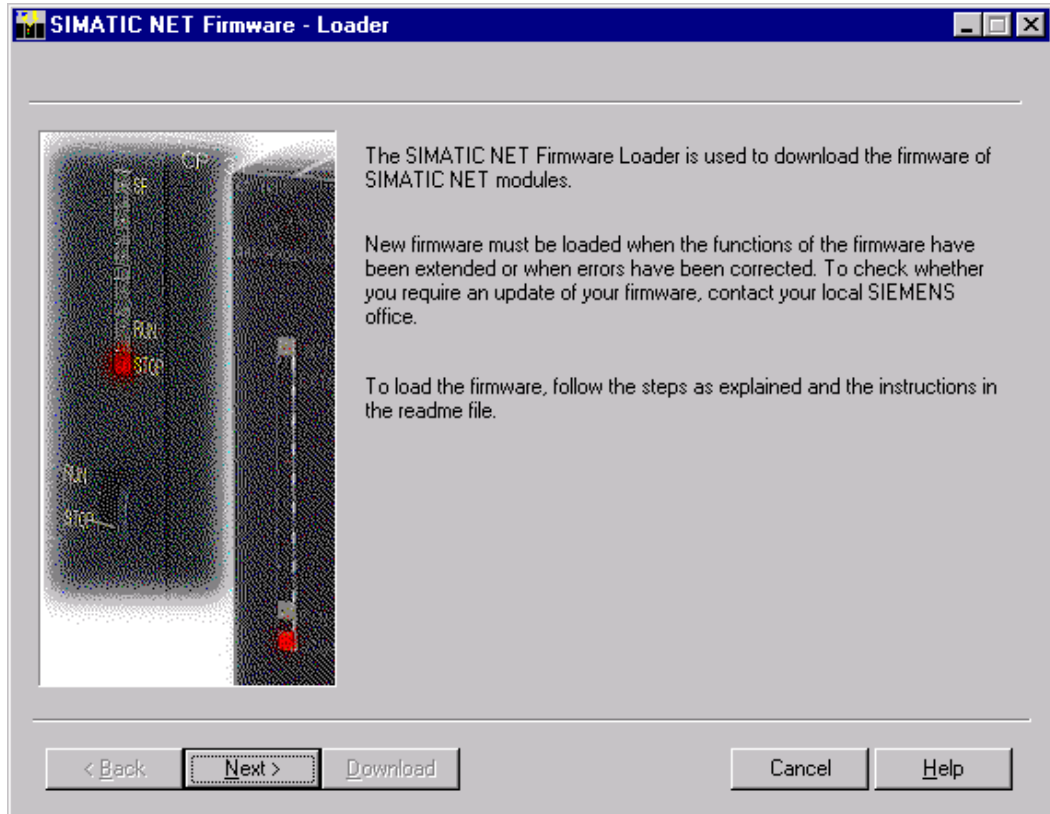 SIMATIC NET Firmware - Loader
CP
SF
RUN
STOP
RUN
STOP
The SIMATIC NET Firmware Loader is used to download the firmware of
SIMATIC NET modules.
New firmware must be loaded when the functions of the firmware have
been extended or when errors have been corrected. To check whether
you require an update of your firmware, contact your local SIEMENS
office.
To load the firmware, follow the steps as explained and the instructions in
the readme file.
< Back
Next >
Download
Cancel
Help